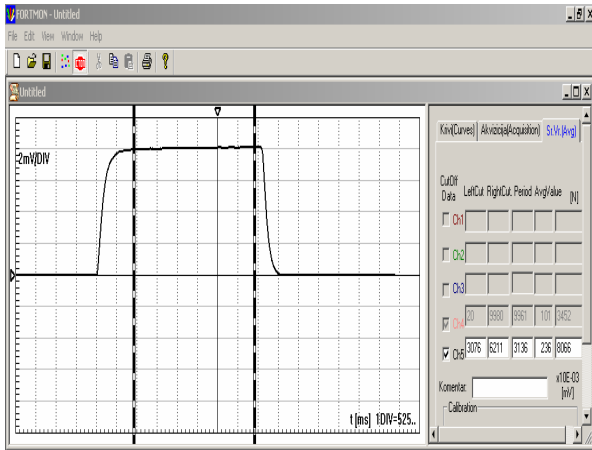 FORTMON - Untitled
File Edit View Window Help
Untitled
2mV/DIV
t [ms] 1DIV=525..
Krivi(Curves) Akvizicija(Acquisition) Sr.Vr.(Avg)
CutOff
Data LeftCut RightCut Period AvgValue [N]
Ch1
Ch2
Ch3
Ch4 20 9980 9961 101 3452
Ch5 3076 6211 3136 236 8066
Komentar: x10E-03
[mV]
Calibration